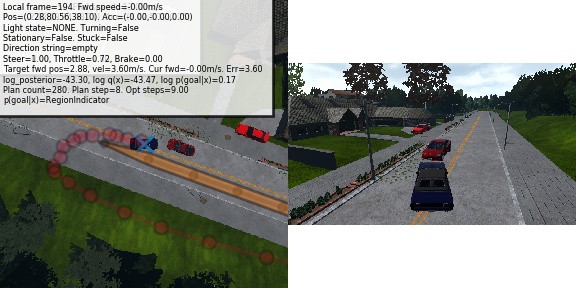 Local frame=194. Fwd speed=-0.00m/s
Pos=(0.28,80.56,38.10). Acc=(-0.00,-0.00,0.00)
Light state=NONE. Turning=False
Stationary=False. Stuck=False
Direction string=empty
Steer=1.00, Throttle=0.72, Brake=0.00
Target fwd pos=2.88, vel=3.60m/s. Cur fwd=-0.00m/s. Err=3.60
log_posterior=-43.30, log q(x)=-43.47, log p(goal|x)=0.17
Plan count=280. Plan step=8. Opt steps=9.00
p(goal|x)=RegionIndicator